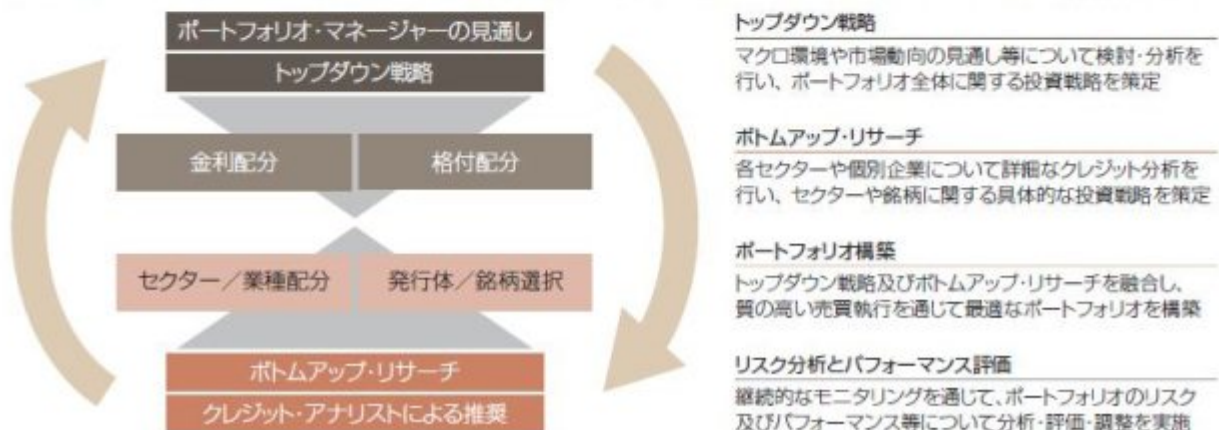 ポートフォリオ・マネージャーの見通し
トップダウン戦略
金利配分
格付配分
セクター／業種配分
発行体／銘柄選択
ボトムアップ・リサーチ
クレジット・アナリストによる推奨
トップダウン戦略
マクロ環境や市場動向の見通し等について検討・分析を
行い、ポートフォリオ全体に関する投資戦略を策定
ボトムアップ・リサーチ
各セクターや個別企業について詳細なクレジット分析を
行い、セクターや銘柄に関する具体的な投資戦略を策定
ポートフォリオ構築
トップダウン戦略及びボトムアップ・リサーチを融合し、
質の高い売買執行を通じて最適なポートフォリオを構築
リスク分析とパフォーマンス評価
継続的なモニタリングを通じて、ポートフォリオのリスク
及びパフォーマンス等について分析・評価・調整を実施